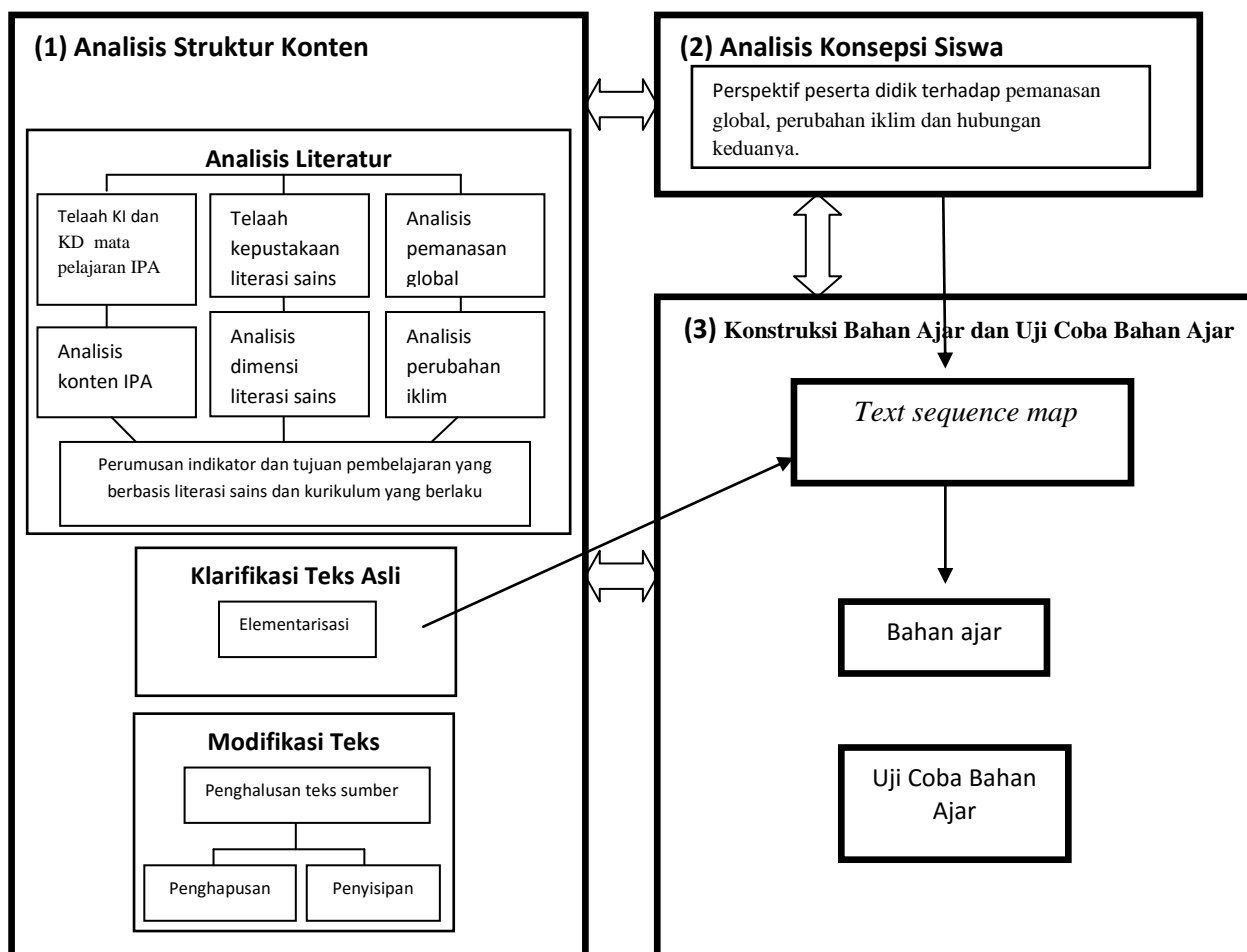 (1) Analisis Struktur Konten
Analisis Literatur
Telaah KI dan
KD mata
pelajaran IPA
Telaah
kepustakaan
literasi sains
Analisis
pemanasan
global
Analisis
konten IPA
Analisis
dimensi
literasi sains
Analisis
perubahan
iklim
Perumusan indikator dan tujuan pembelajaran yang
berbasis literasi sains dan kurikulum yang berlaku
Klarifikasi Teks Asli
Elementarisasi
Modifikasi Teks
Penghalusan teks sumber
Penghapusan
Penyisipan
(2) Analisis Konsepsi Siswa
Perspektif peserta didik terhadap pemanasan
global, perubahan iklim dan hubungan
keduanya.
(3) Konstruksi Bahan Ajar dan Uji Coba Bahan Ajar
Text sequence map
Bahan ajar
Uji Coba Bahan
Ajar